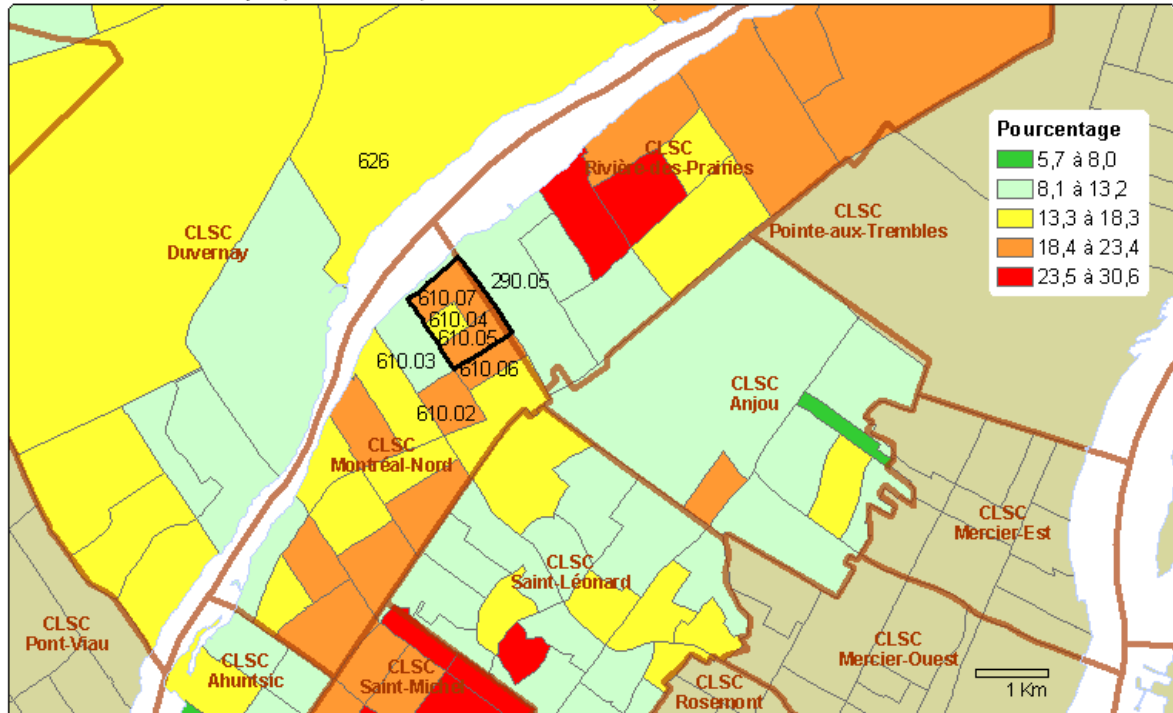 626
CLSC
Duvernay
CLSC
Rivière-des-Prairies
Pourcentage
5,7 à 8,0
8,1 à 13,2
13,3 à 18,3
18,4 à 23,4
23,5 à 30,6
CLSC
Pointe-aux-Trembles
290.05
610.07
610.04
610.05
610.03
610.06
610.02
CLSC
Anjou
CLSC
Montréal-Nord
CLSC
Mercier-Est
CLSC
Saint-Léonard
CLSC
Pont-Viau
CLSC
Ahuntsic
CLSC
Saint-Michel
CLSC
Mercier-Ouest
CLSC
Rosemont
1 Km